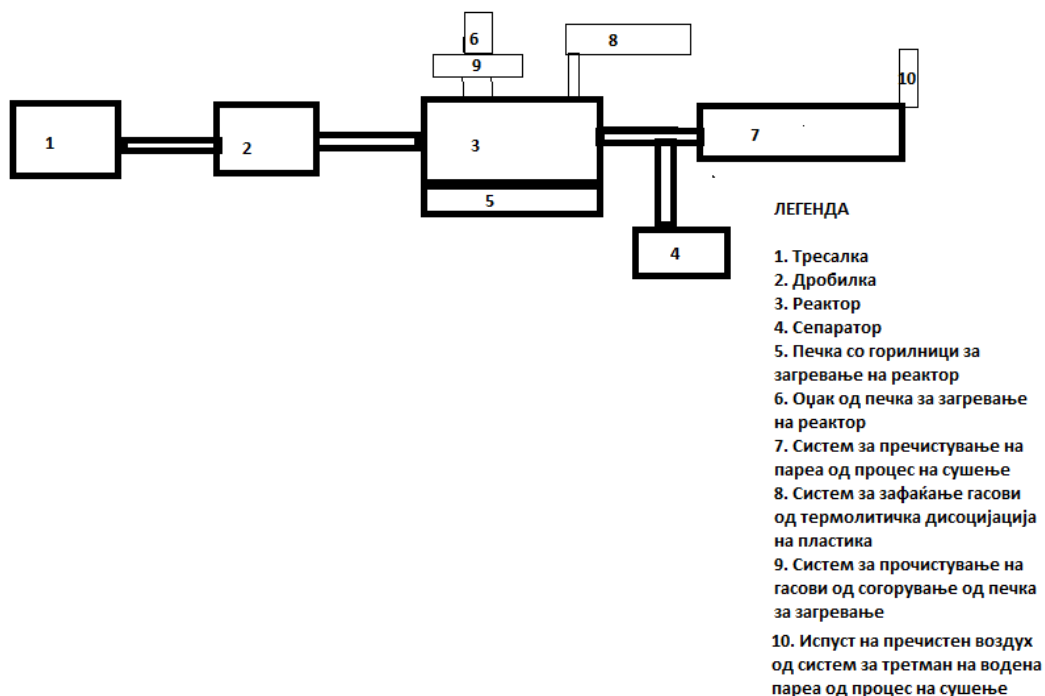 6
8
9
10
1
2
3
7
5
4
ЛЕГЕНДА
1. Тресалка
2. Дробилка
3. Реактор
4. Сепаратор
5. Печка со горилници за
загревање на реактор
6. Оџак од печка за загревање
на реактор
7. Систем за пречистување на
пареа од процес на сушење
8. Систем за зафаќање гасови
од термолитичка дисоцијација
на пластика
9. Систем за прочистување на
гасови од согорување од печка
за загревање
10. Испуст на пречистен воздух
од систем за третман на водена
пареа од процес на сушење